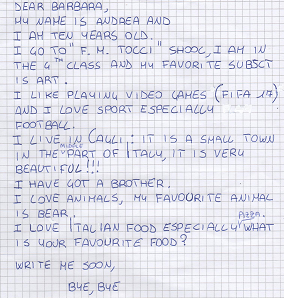 DEAR BARBARA,
MY NAME IS ANDREA AND
I AM TEN YEARS OLD.
I GO TO "F. M. TOCCI" SHOOL, I AM IN
THE 4TH CLASS AND MY FAVORITE SUBSCT
IS ART.
I LIKE PLAYING VIDEO GAMES (FIFA 17)
AND I LOVE SPORT ESPECIALLY
FOOTBALL.
I LIVE IN CAGLI: IT IS A SMALL TOWN
IN THE MIDDLE PART OF ITALY, IT IS VERY
BEAUTIFUL!!!
I HAVE GOT A BROTHER.
I LOVE ANIMALS, MY FAVOURITE ANIMAL
IS BEAR.
I LOVE ITALIAN FOOD ESPECIALLY PIZZA. WHAT
IS YOUR FAVOURITE FOOD?
WRITE ME SOON,
BYE, BYE